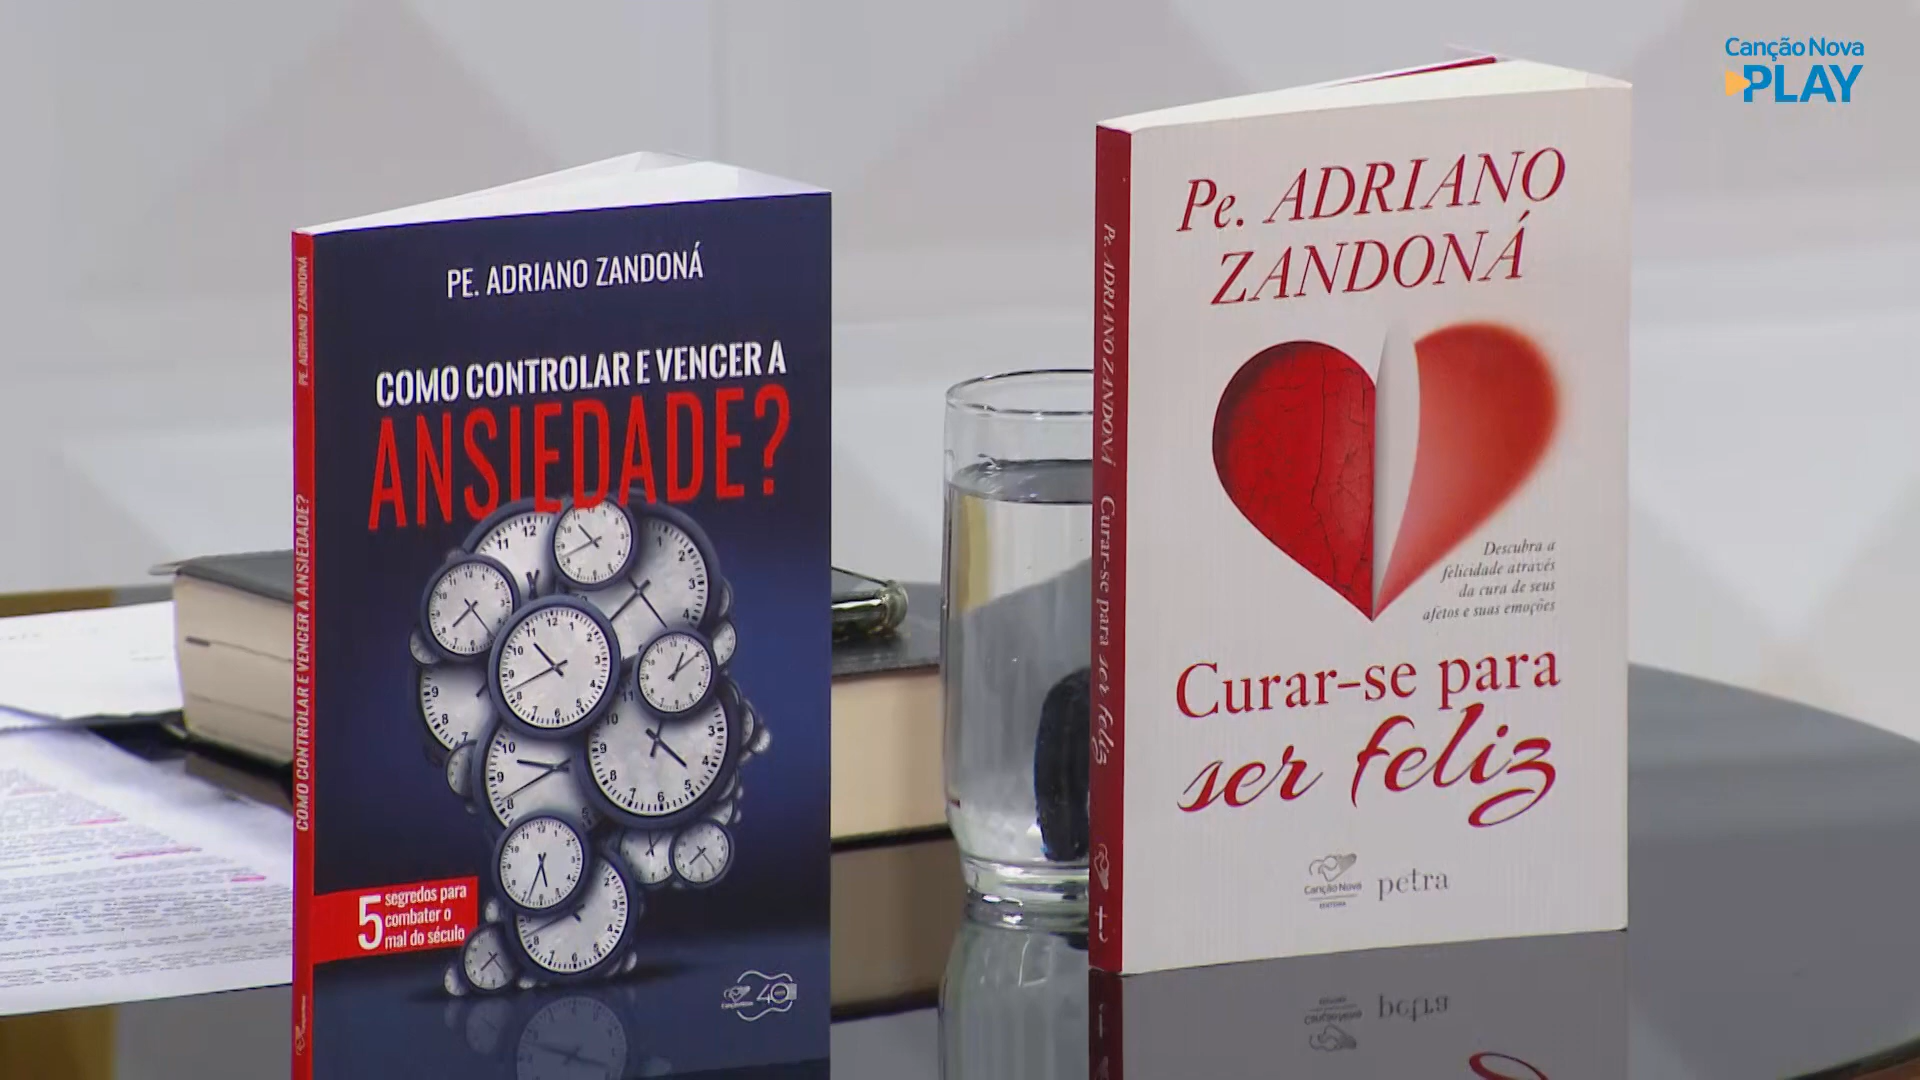 Canção Nova
PLAY
PE. ADRIANO ZANDONÁ
COMO CONTROLAR E VENCER A
ANSIEDADE?
5 segredos para
combater o
mal do século
40
PE. ADRIANO ZANDONÁ
COMO CONTROLAR E VENCER A ANSIEDADE?
Pe. ADRIANO
ZANDONÁ
Descubra a
felicidade através
da cura de seus
afetos e suas emoções
Curar-se para
ser feliz
Canção Nova
EDITORA
petra
Pe. ADRIANO ZANDONÁ Curar-se para ser feliz